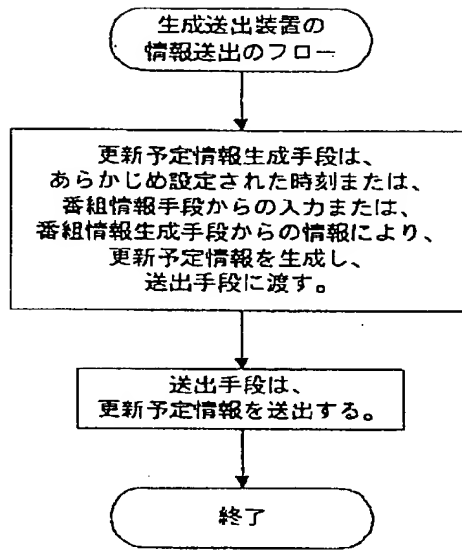 生成送出装置の
情報送出のフロー
更新予定情報生成手段は、
あらかじめ設定された時刻または、
番組情報手段からの入力または、
番組情報生成手段からの情報により、
更新予定情報を生成し、
送出手段に渡す。
送出手段は、
更新予定情報を送出する。
終了